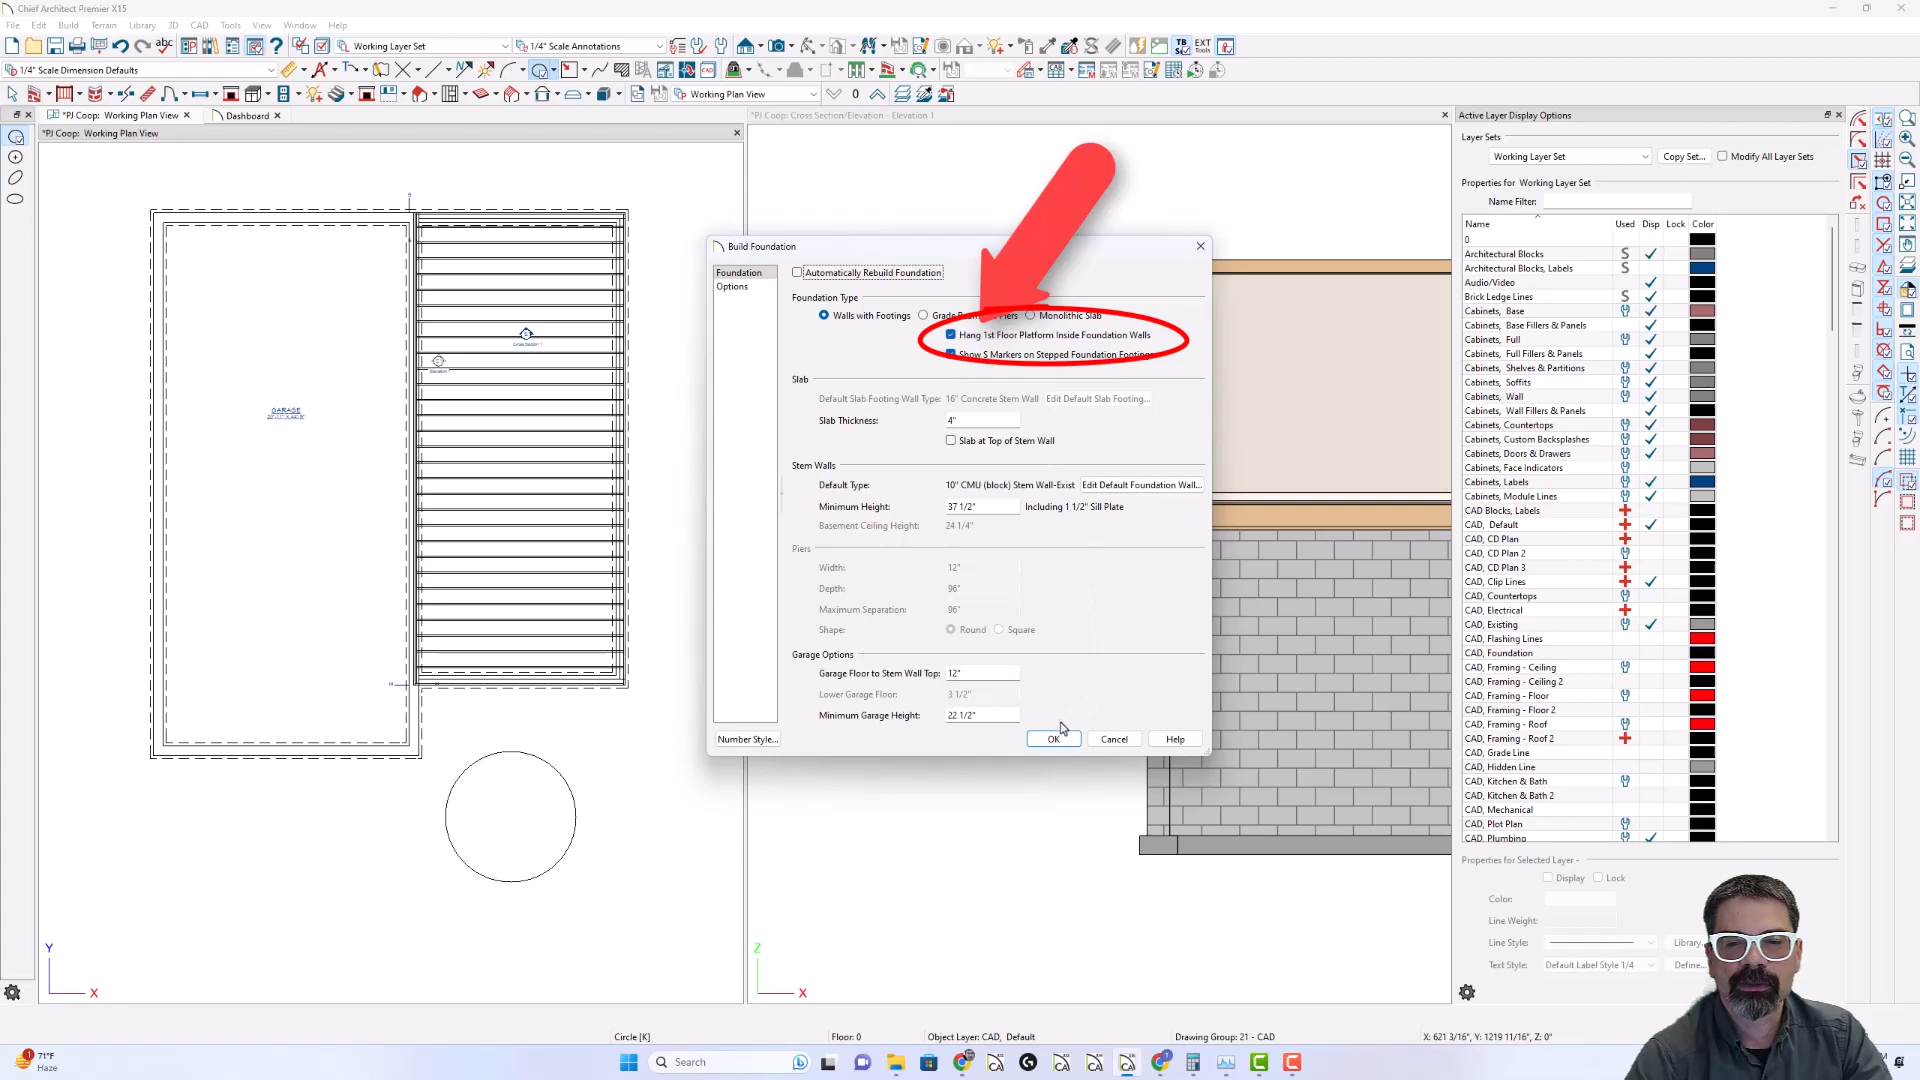 Chief Architect Premier X15
File Edit Build Terrain Library 3D CAD Tools View Window Help
Working Layer Set
1/4" Scale Annotations
TB
EXT
1/4" Scale Dimension Defaults
CAD
Working Plan View
0
*PJ Coop: Working Plan View
Dashboard
*PJ Coop: Cross Section/Elevation - Elevation 1
*PJ Coop: Working Plan View
GARAGE
Cross Section 1
Y
X
Z
X
Build Foundation
Foundation
Options
Automatically Rebuild Foundation
Foundation Type
Walls with Footings
Monolithic Slab
Hang 1st Floor Platform Inside Foundation Walls
Show S Markers on Stepped Foundation Footings
Slab
Default Slab Footing Wall Type: 16" Concrete Stem Wall Edit Default Slab Footing...
Slab Thickness: 4"
Slab at Top of Stem Wall
Stem Walls
Default Type: 10" CMU (block) Stem Wall-Exist Edit Default Foundation Wall...
Minimum Height: 37 1/2" Including 1 1/2" Sill Plate
Basement Ceiling Height: 24 1/4"
Piers
Width: 12"
Depth: 96"
Maximum Separation: 96"
Shape: Round Square
Garage Options
Garage Floor to Stem Wall Top: 12"
Lower Garage Floor: 3 1/2"
Minimum Garage Height: 22 1/2"
Number Style...
OK Cancel Help
Active Layer Display Options
Layer Sets
Working Layer Set Copy Set... Modify All Layer Sets
Properties for Working Layer Set
Name Filter:
Name Used Disp Lock Color
0
Architectural Blocks S
Architectural Blocks, Labels S
Audio/Video
Brick Ledge Lines S
Cabinets, Base
Cabinets, Base Fillers & Panels
Cabinets, Full
Cabinets, Full Fillers & Panels
Cabinets, Shelves & Partitions
Cabinets, Soffits
Cabinets, Wall
Cabinets, Wall Fillers & Panels
Cabinets, Countertops
Cabinets, Custom Backsplashes
Cabinets, Doors & Drawers
Cabinets, Face Indicators
Cabinets, Labels
Cabinets, Module Lines
CAD Blocks, Labels
CAD, Default
CAD, CD Plan
CAD, CD Plan 2
CAD, CD Plan 3
CAD, Clip Lines
CAD, Countertops
CAD, Electrical
CAD, Existing
CAD, Flashing Lines
CAD, Foundation
CAD, Framing - Ceiling
CAD, Framing - Ceiling 2
CAD, Framing - Floor
CAD, Framing - Floor 2
CAD, Framing - Roof
CAD, Framing - Roof 2
CAD, Grade Line
CAD, Hidden Line
CAD, Kitchen & Bath
CAD, Kitchen & Bath 2
CAD, Mechanical
CAD, Plot Plan
CAD, Plumbing
Properties for Selected Layer -
Display Lock
Color:
Line Weight:
Line Style: Library...
Text Style: Default Label Style 1/4 Define...
Circle [K] Floor: 0 Object Layer: CAD, Default Drawing Group: 21 - CAD X: 621 3/16", Y: 1219 11/16", Z: 0"
1
71°F
Haze
Search